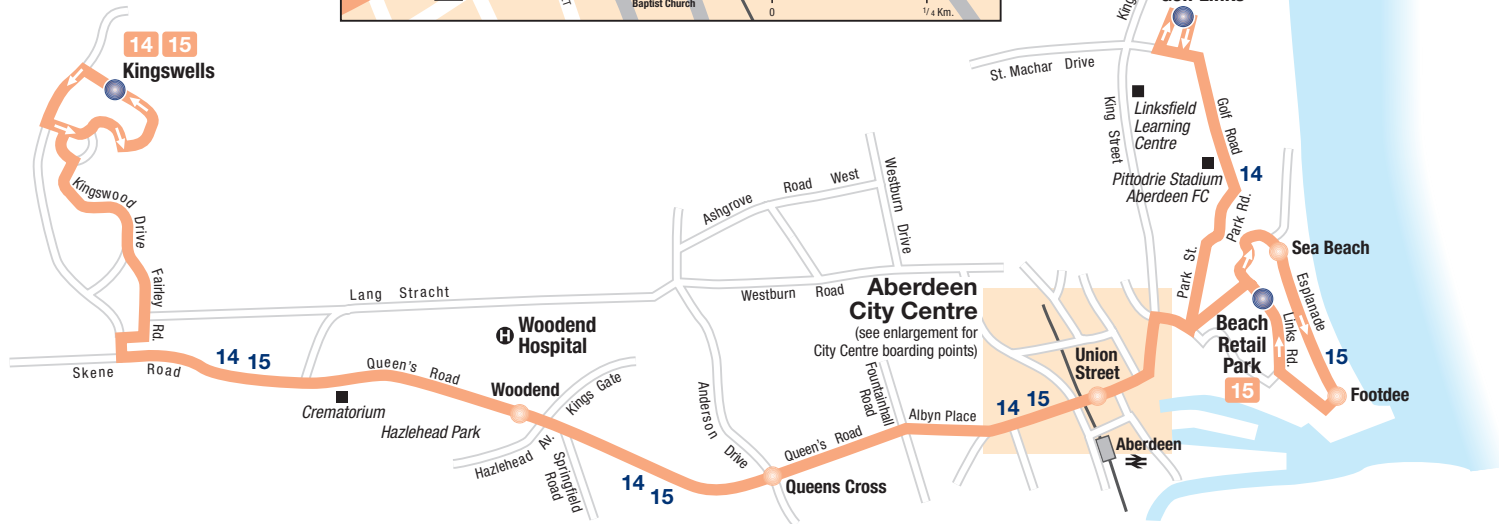 Baptist Church
0
1/4 Km.
14 15
Kingswells
Kingswood Drive
Fairley Rd.
Skene Road
14 15
Lang Stracht
Crematorium
Hazlehead Park
Queen's Road
Woodend
Hospital
H
Woodend
Kings Gate
Hazlehead Av.
Springfield
Road
14 15
Anderson Drive
Queens Cross
Queen's Road
Ashgrove Road West
Westburn Drive
Westburn Road
Aberdeen
City Centre
(see enlargement for
City Centre boarding points)
Fountainhall
Road
Albyn Place
14 15
Union
Street
Aberdeen
St. Machar Drive
King Street
Linksfield
Learning
Centre
Pittodrie Stadium
Aberdeen FC
Golf Road
14
Park Rd.
Park St.
Sea Beach
Esplanade
Beach
Retail
Park
15
Links Rd.
15
Footdee